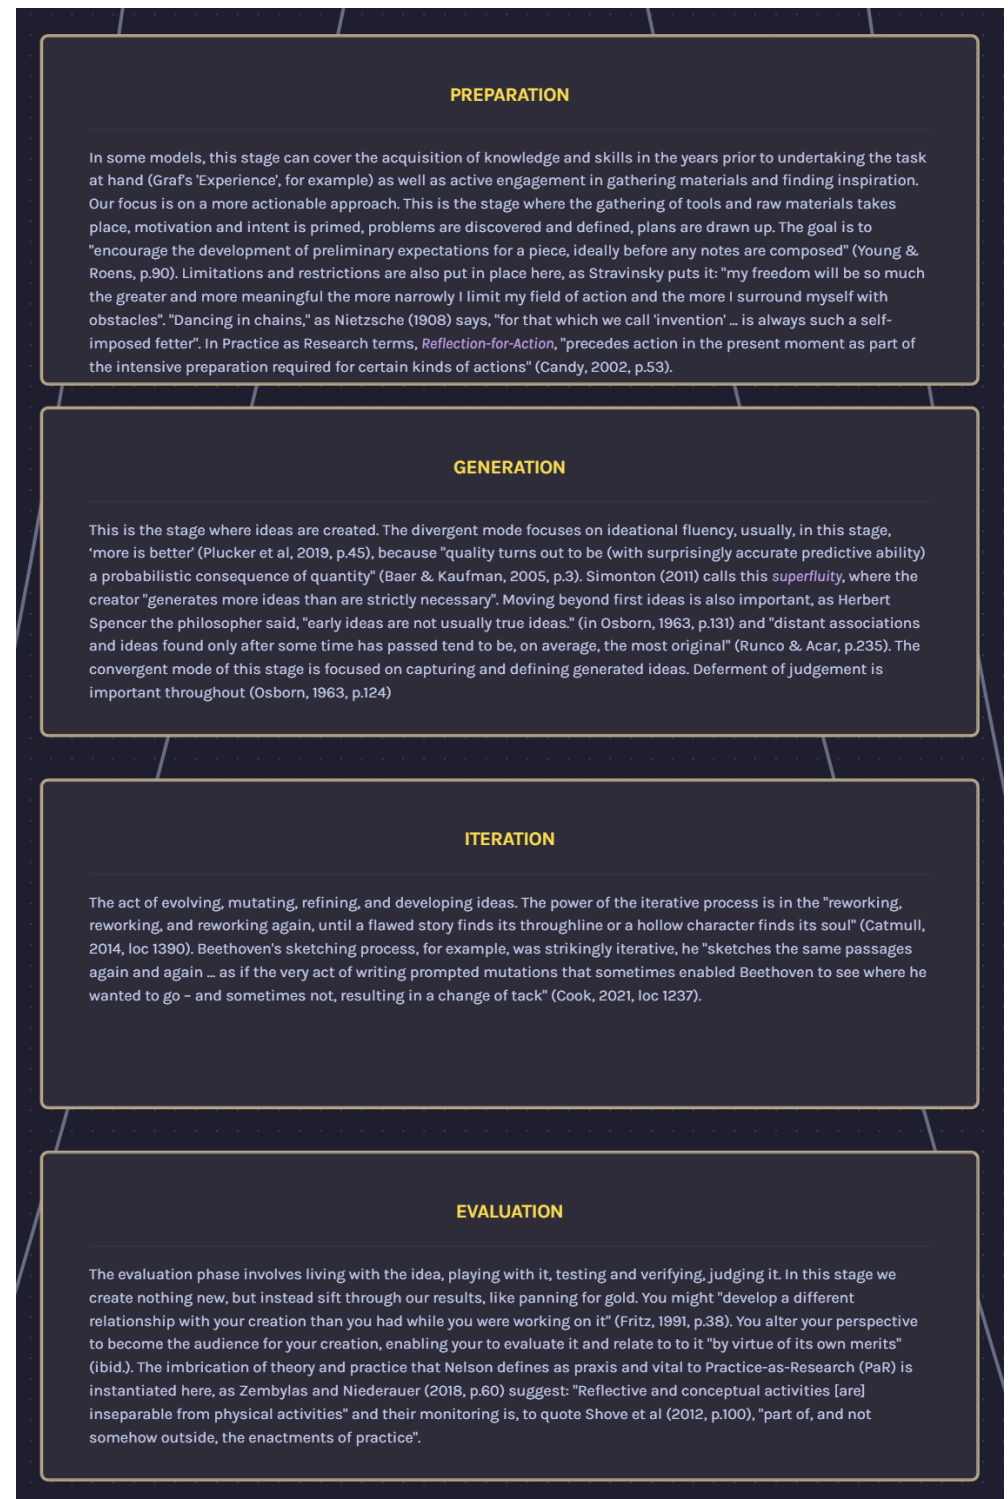 PREPARATION
In some models, this stage can cover the acquisition of knowledge and skills in the years prior to undertaking the task
at hand (Graf's 'Experience', for example) as well as active engagement in gathering materials and finding inspiration.
Our focus is on a more actionable approach. This is the stage where the gathering of tools and raw materials takes
place, motivation and intent is primed, problems are discovered and defined, plans are drawn up. The goal is to
"encourage the development of preliminary expectations for a piece, ideally before any notes are composed" (Young &
Roens, p.90). Limitations and restrictions are also put in place here, as Stravinsky puts it: "my freedom will be so much
the greater and more meaningful the more narrowly I limit my field of action and the more I surround myself with
obstacles". "Dancing in chains," as Nietzsche (1908) says, "for that which we call 'invention' ... is always such a self-
imposed fetter". In Practice as Research terms, Reflection-for-Action, "precedes action in the present moment as part of
the intensive preparation required for certain kinds of actions" (Candy, 2002, p.53).
GENERATION
This is the stage where ideas are created. The divergent mode focuses on ideational fluency, usually, in this stage,
‘more is better’ (Plucker et al, 2019, p.45), because "quality turns out to be (with surprisingly accurate predictive ability)
a probabilistic consequence of quantity" (Baer & Kaufman, 2005, p.3). Simonton (2011) calls this superfluity, where the
creator "generates more ideas than are strictly necessary". Moving beyond first ideas is also important, as Herbert
Spencer the philosopher said, "early ideas are not usually true ideas." (in Osborn, 1963, p.131) and "distant associations
and ideas found only after some time has passed tend to be, on average, the most original" (Runco & Acar, p.235). The
convergent mode of this stage is focused on capturing and defining generated ideas. Deferment of judgement is
important throughout (Osborn, 1963, p.124)
ITERATION
The act of evolving, mutating, refining, and developing ideas. The power of the iterative process is in the "reworking,
reworking, and reworking again, until a flawed story finds its throughline or a hollow character finds its soul" (Catmull,
2014, loc 1390). Beethoven's sketching process, for example, was strikingly iterative, he "sketches the same passages
again and again ... as if the very act of writing prompted mutations that sometimes enabled Beethoven to see where he
wanted to go – and sometimes not, resulting in a change of tack" (Cook, 2021, loc 1237).
EVALUATION
The evaluation phase involves living with the idea, playing with it, testing and verifying, judging it. In this stage we
create nothing new, but instead sift through our results, like panning for gold. You might "develop a different
relationship with your creation than you had while you were working on it" (Fritz, 1991, p.38). You alter your perspective
to become the audience for your creation, enabling your to evaluate it and relate to to it "by virtue of its own merits"
(ibid.). The imbrication of theory and practice that Nelson defines as praxis and vital to Practice-as-Research (PaR) is
instantiated here, as Zembylas and Niederauer (2018, p.60) suggest: "Reflective and conceptual activities [are]
inseparable from physical activities" and their monitoring is, to quote Shove et al (2012, p.100), "part of, and not
somehow outside, the enactments of practice".